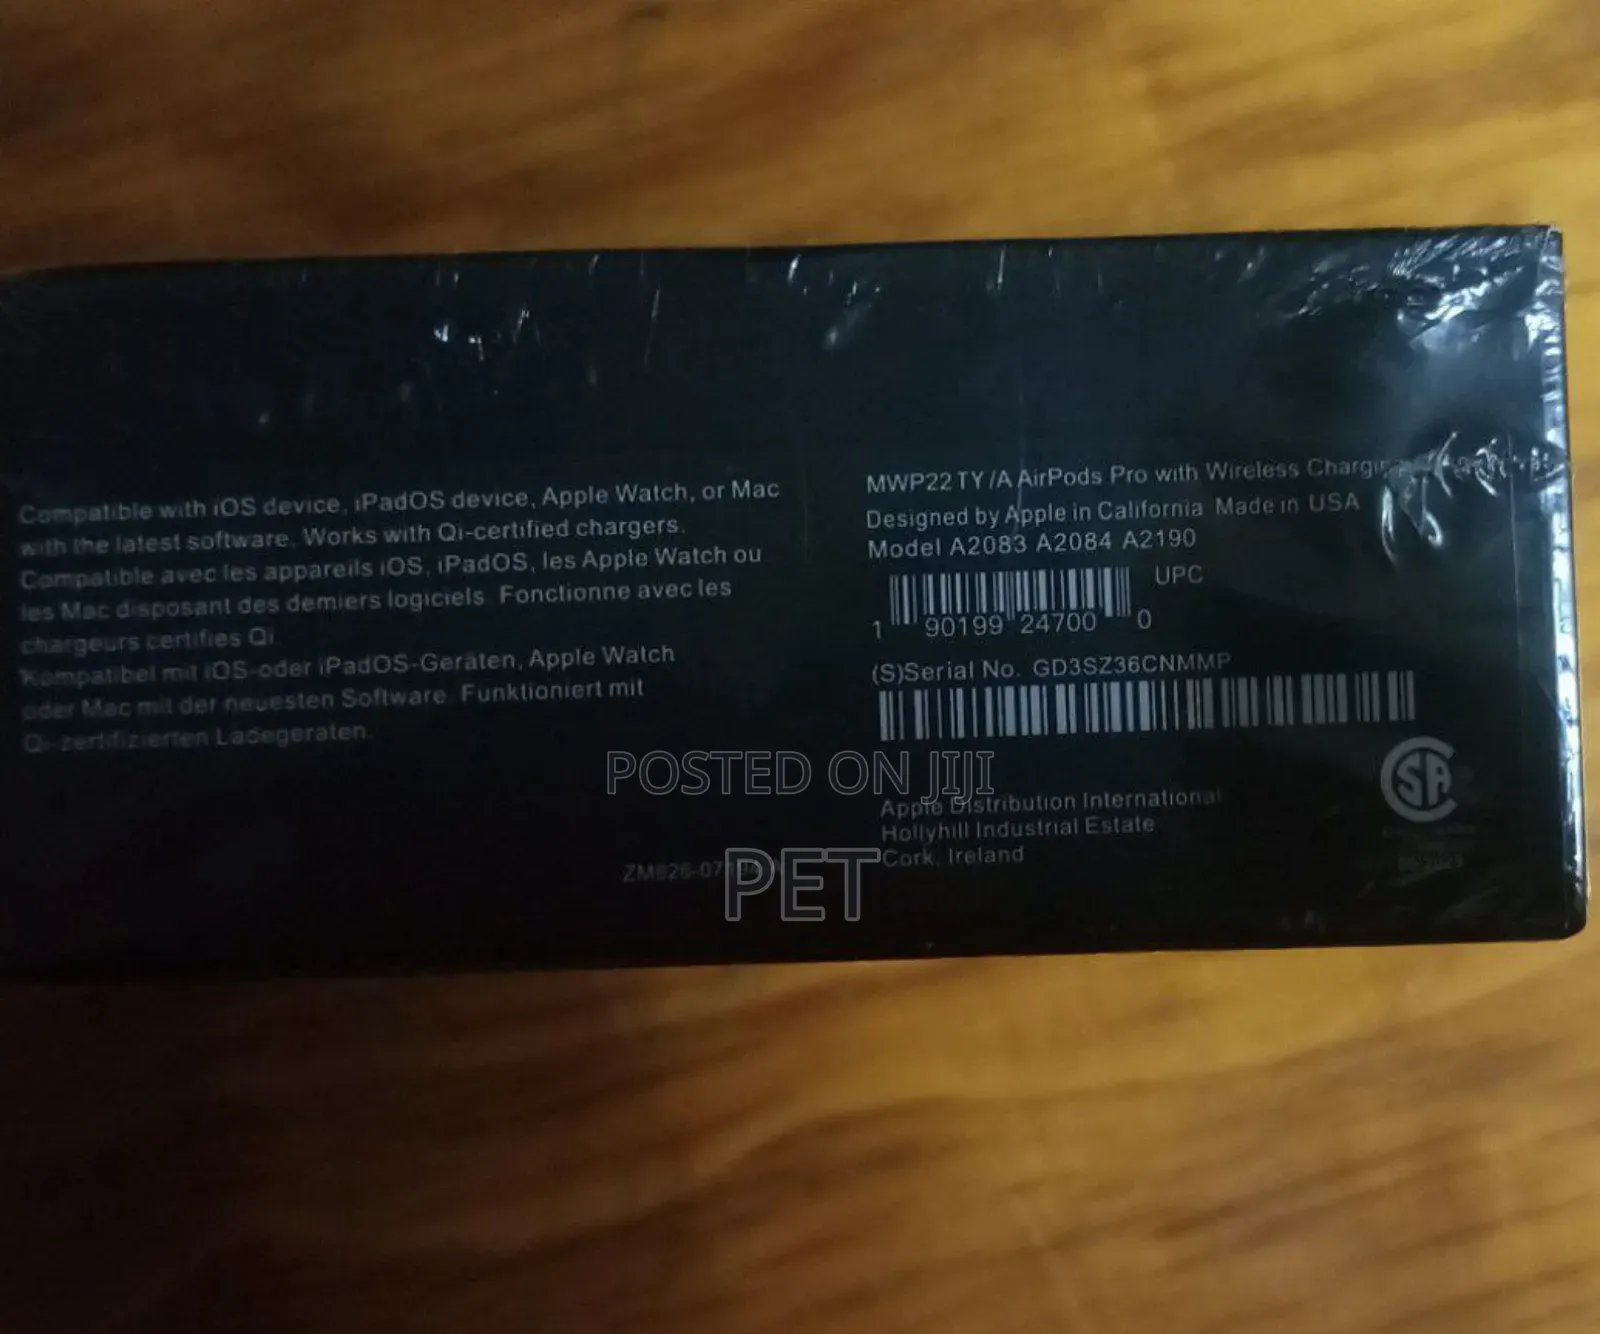 Compatible with iOS device, iPadOS device, Apple Watch, or Mac
with the latest software. Works with Qi-certified chargers.
Compatible avec les appareils iOS, iPadOS, les Apple Watch ou
les Mac disposant des demiers logiciels Fonctionne avec les
chargeurs certifies Qi.
Kompatibel mit iOS-oder iPadOS-Geräten, Apple Watch
oder Mac mit der neuesten Software. Funktioniert mit
Qi-zertifizierten Ladegeraten.
MWP22 TY /A AirPods Pro with Wireless
Designed by Apple in California Made in USA
Model A2083 A2084 A2190
UPC
1 90199 24700 0
(S)Serial No. GD3SZ36CNMMP
POSTED ON JIJI
Apple Distribution International
Hollyhill Industrial Estate
Cork, Ireland
SA
PET